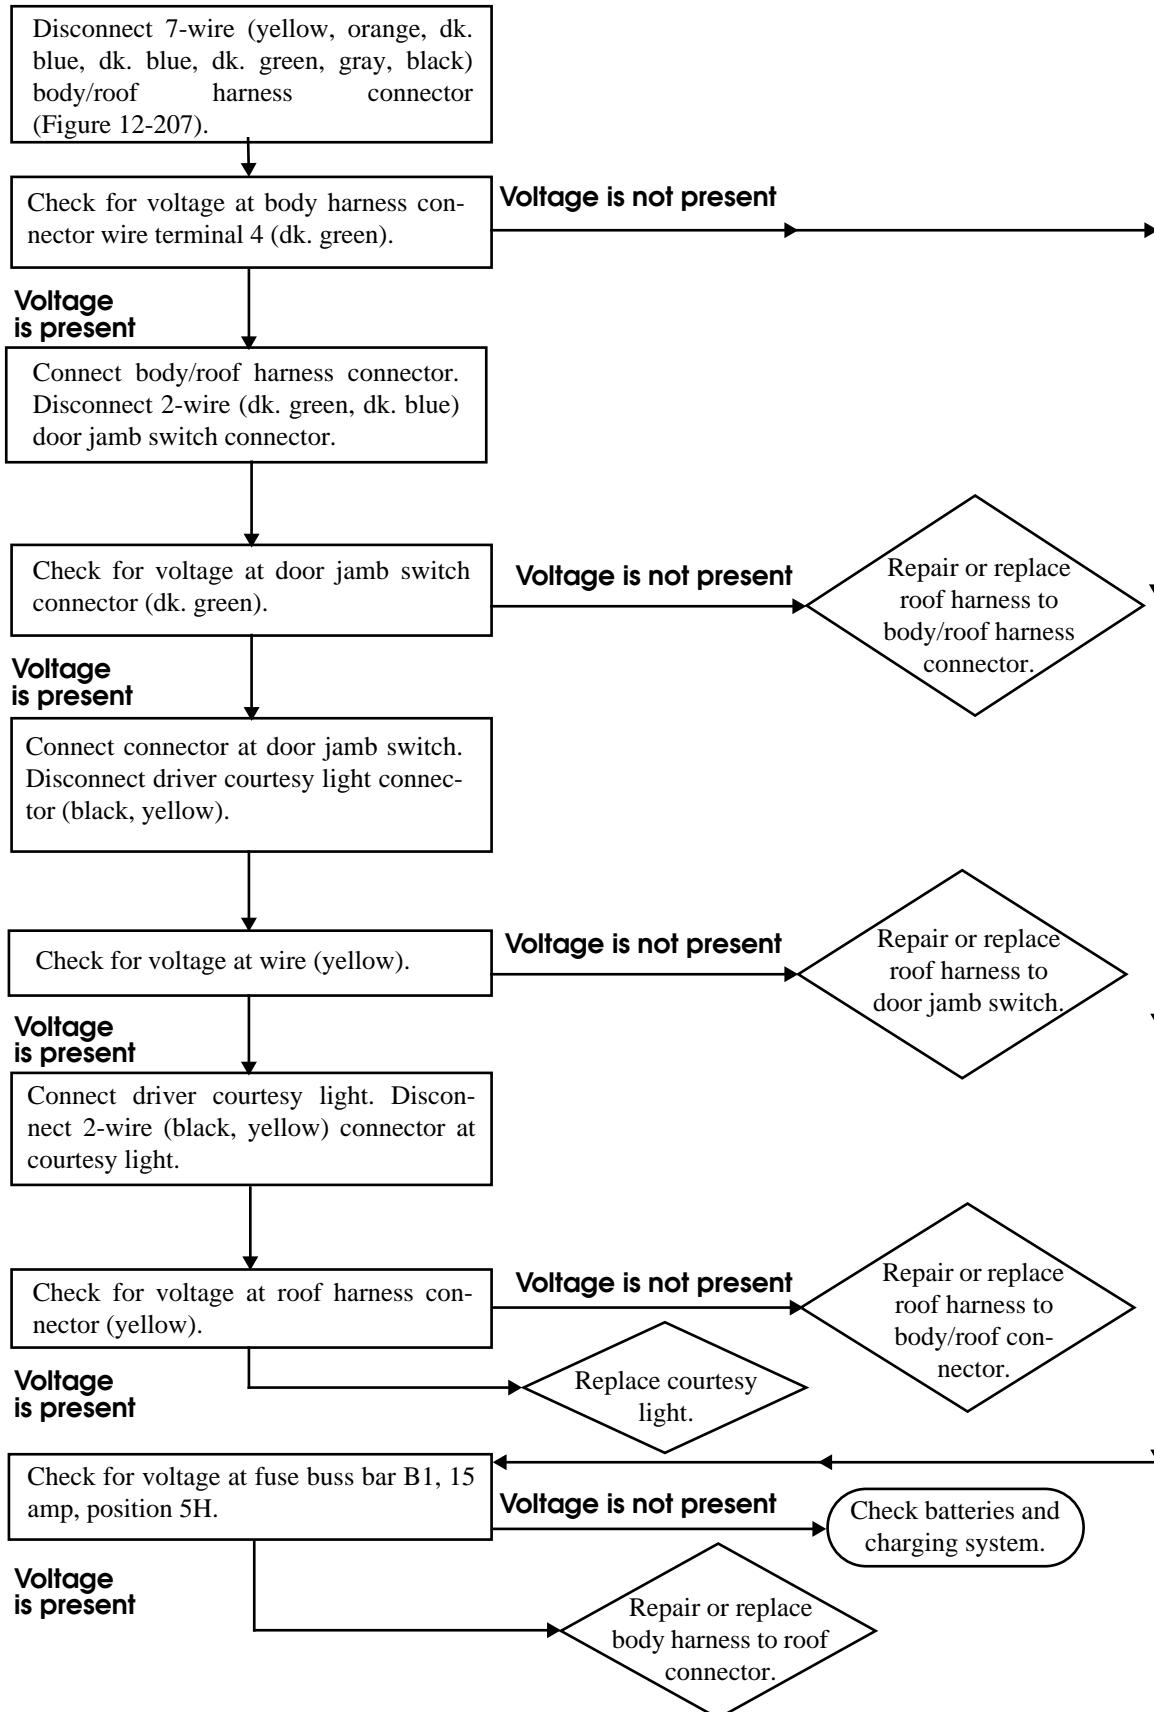 Disconnect 7-wire (yellow, orange, dk.
blue, dk. blue, dk. green, gray, black)
body/roof harness connector
(Figure 12-207).
Check for voltage at body harness con-
nector wire terminal 4 (dk. green).
Voltage is not present
Voltage
is present
Connect body/roof harness connector.
Disconnect 2-wire (dk. green, dk. blue)
door jamb switch connector.
Check for voltage at door jamb switch
connector (dk. green).
Voltage is not present
Repair or replace
roof harness to
body/roof harness
connector.
Voltage
is present
Connect connector at door jamb switch.
Disconnect driver courtesy light connec-
tor (black, yellow).
Check for voltage at wire (yellow).
Voltage is not present
Repair or replace
roof harness to
door jamb switch.
Voltage
is present
Connect driver courtesy light. Discon-
nect 2-wire (black, yellow) connector at
courtesy light.
Check for voltage at roof harness con-
nector (yellow).
Voltage is not present
Repair or replace
roof harness to
body/roof con-
nector.
Voltage
is present
Replace courtesy
light.
Check for voltage at fuse buss bar B1, 15
amp, position 5H.
Voltage is not present
Check batteries and
charging system.
Voltage
is present
Repair or replace
body harness to roof
connector.